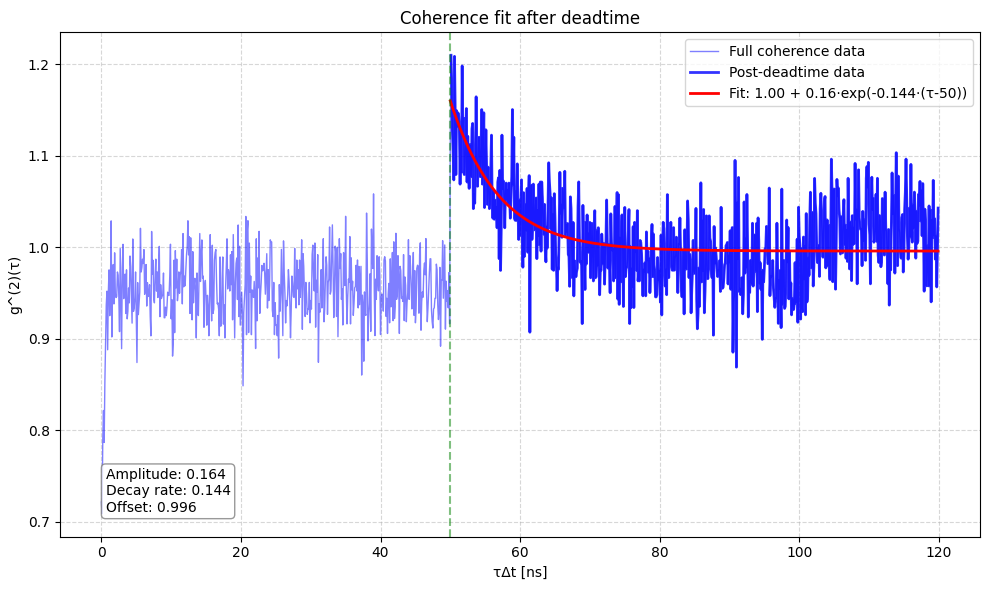 Coherence fit after deadtime
Full coherence data
Post-deadtime data
Fit: 1.00 + 0.16·exp(-0.144·(τ-50))
g^(2)(τ)
1.2
1.1
1.0
0.9
0.8
0.7
Amplitude: 0.164
Decay rate: 0.144
Offset: 0.996
0 20 40 60 80 100 120
τΔt [ns]